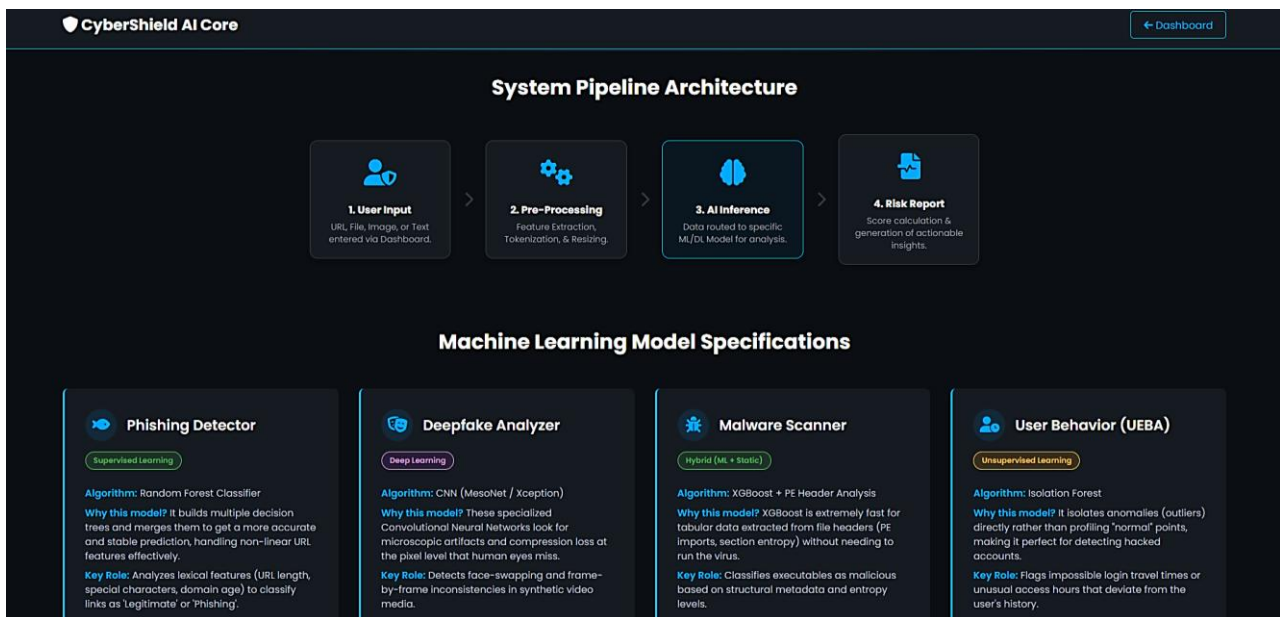 CyberShield AI Core
← Dashboard
System Pipeline Architecture
1. User Input
URL, File, Image, or Text
entered via Dashboard.
2. Pre-Processing
Feature Extraction,
Tokenization, & Resizing.
3. AI Inference
Data routed to specific
ML/DL Model for analysis.
4. Risk Report
Score calculation &
generation of actionable
insights.
Machine Learning Model Specifications
Phishing Detector
Supervised Learning
Algorithm: Random Forest Classifier
Why this model? It builds multiple decision
trees and merges them to get a more accurate
and stable prediction, handling non-linear URL
features effectively.
Key Role: Analyzes lexical features (URL length,
special characters, domain age) to classify
links as 'Legitimate' or 'Phishing'.
Deepfake Analyzer
Deep Learning
Algorithm: CNN (MesoNet / Xception)
Why this model? These specialized
Convolutional Neural Networks look for
microscopic artifacts and compression loss at
the pixel level that human eyes miss.
Key Role: Detects face-swapping and frame-
by-frame inconsistencies in synthetic video
media.
Malware Scanner
Hybrid (ML + Static)
Algorithm: XGBoost + PE Header Analysis
Why this model? XGBoost is extremely fast for
tabular data extracted from file headers (PE
imports, section entropy) without needing to
run the virus.
Key Role: Classifies executables as malicious
based on structural metadata and entropy
levels.
User Behavior (UEBA)
Unsupervised Learning
Algorithm: Isolation Forest
Why this model? It isolates anomalies (outliers)
directly rather than profiling "normal" points,
making it perfect for detecting hacked
accounts.
Key Role: Flags impossible login travel times or
unusual access hours that deviate from the
user's history.